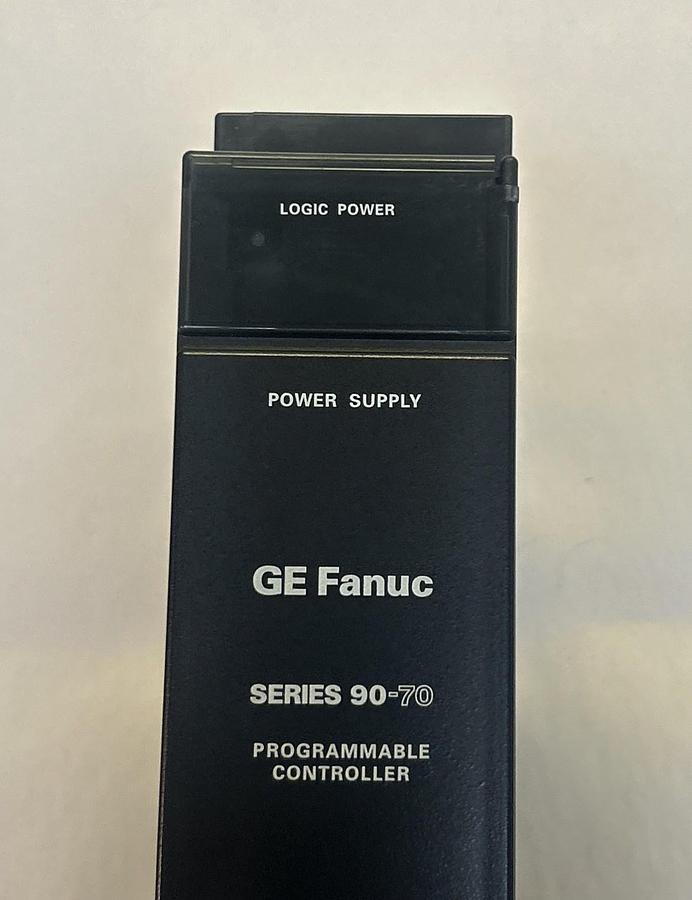 LOGIC POWER
POWER SUPPLY
GE Fanuc
SERIES 90-70
PROGRAMMABLE
CONTROLLER